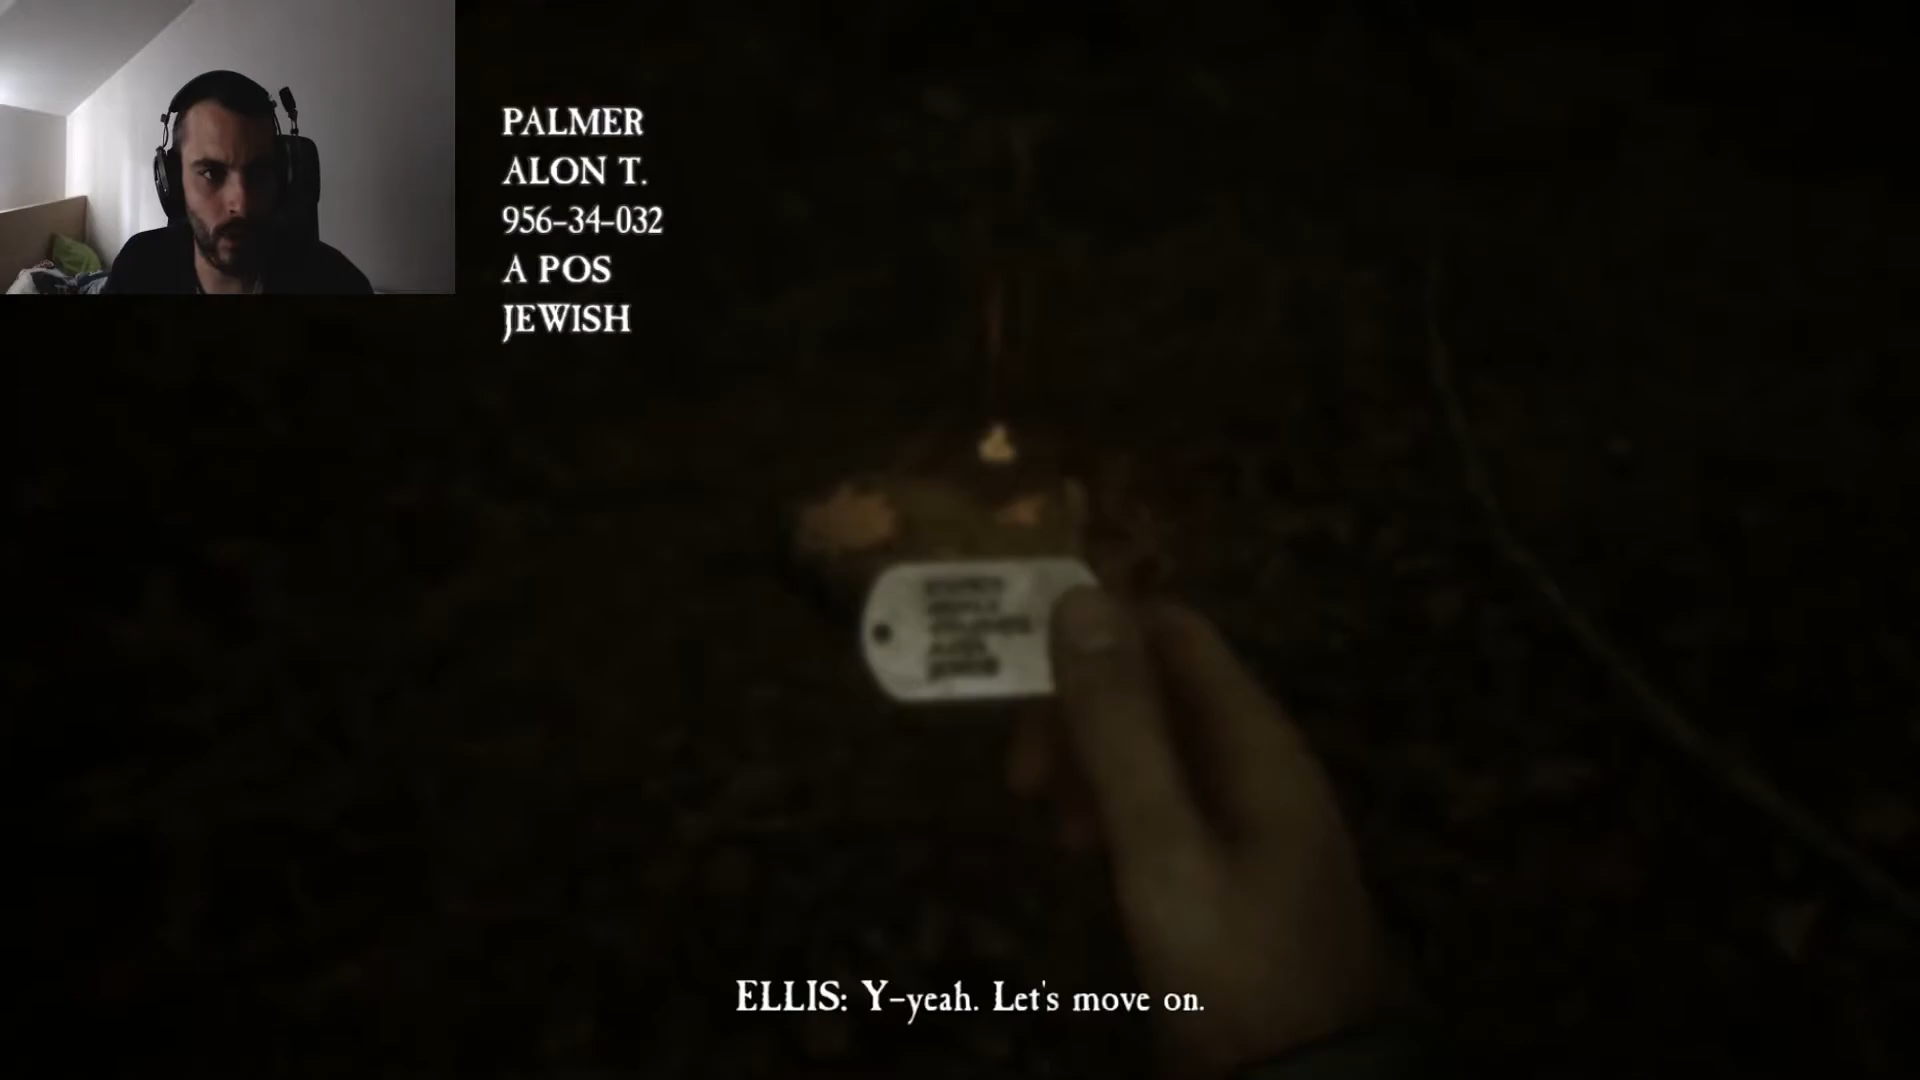 PALMER
ALON T.
956-34-032
A POS
JEWISH
ELLIS: Y-yeah. Let's move on.